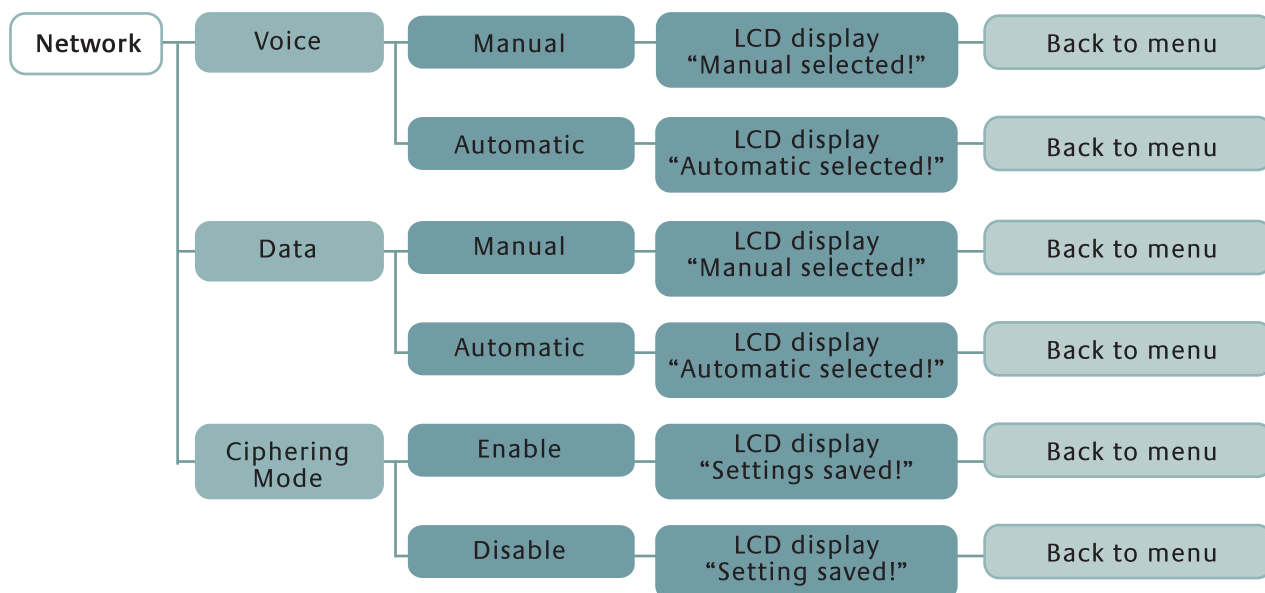 Network
Voice
Manual
LCD display
“Manual selected!”
Back to menu
Automatic
LCD display
“Automatic selected!”
Back to menu
Data
Manual
LCD display
“Manual selected!”
Back to menu
Automatic
LCD display
“Automatic selected!”
Back to menu
Ciphering
Mode
Enable
LCD display
“Settings saved!”
Back to menu
Disable
LCD display
“Setting saved!”
Back to menu